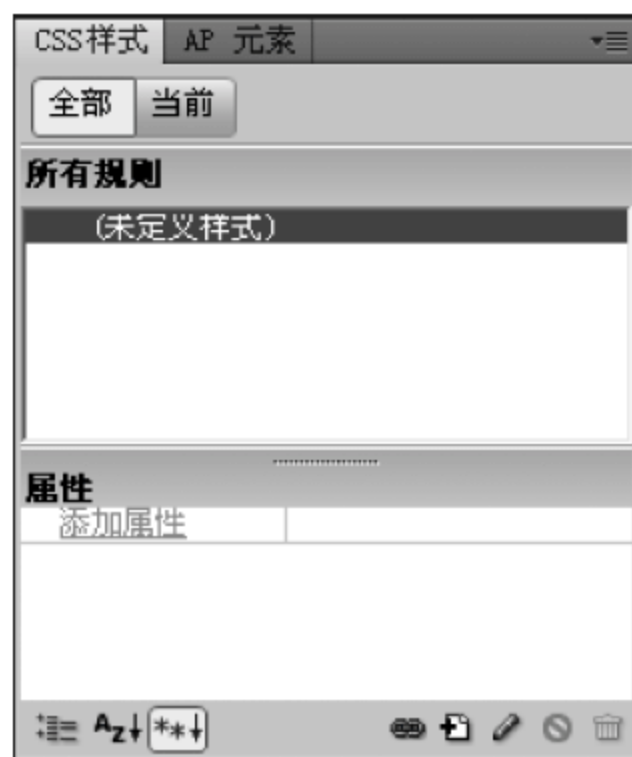 CSS样式 AP 元素
全部 当前
所有规则
(未定义样式)
属性
添加属性
Az↓ **↓